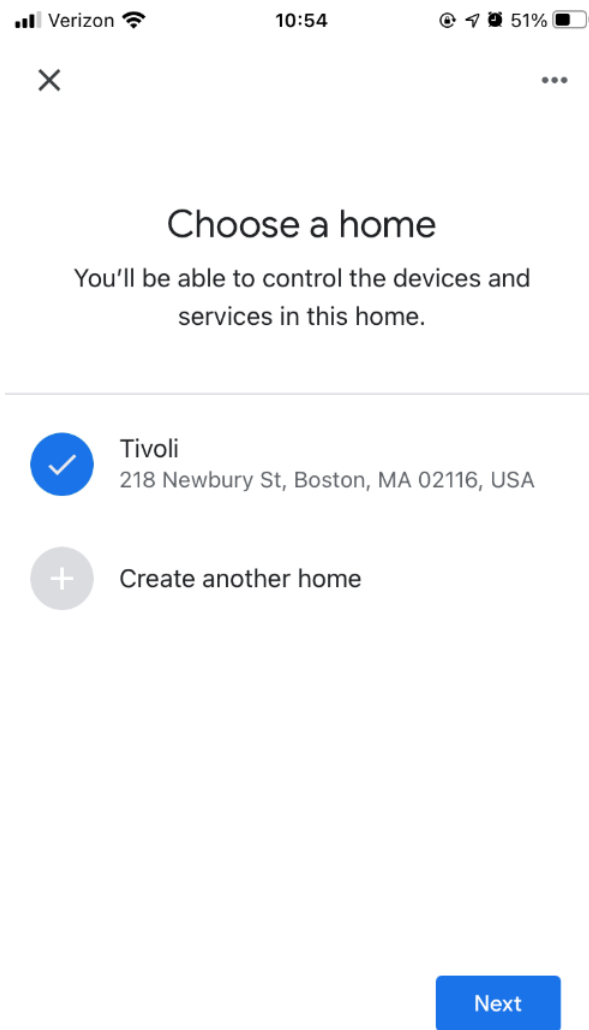 Verizon 10:54 51%
Choose a home
You'll be able to control the devices and
services in this home.
Tivoli
218 Newbury St, Boston, MA 02116, USA
Create another home
Next